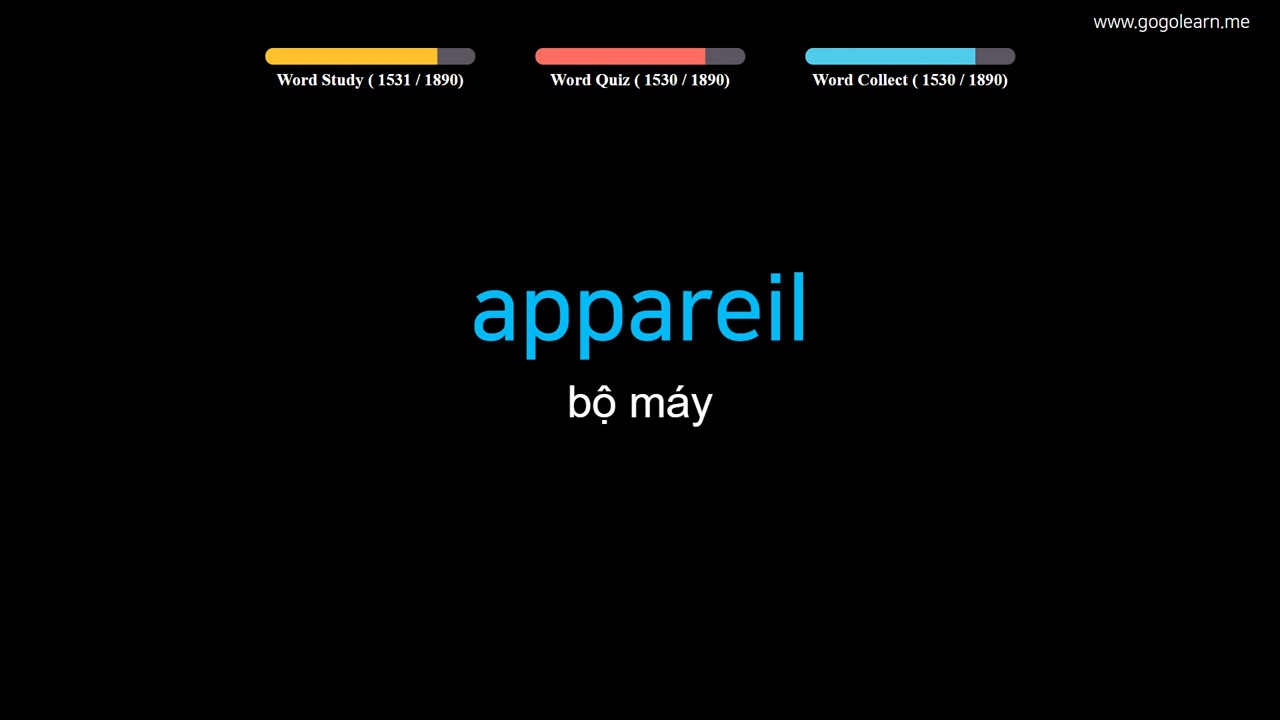 www.gogolearn.me
Word Study ( 1531 / 1890)
Word Quiz ( 1530 / 1890)
Word Collect ( 1530 / 1890)
appareil
bộ máy